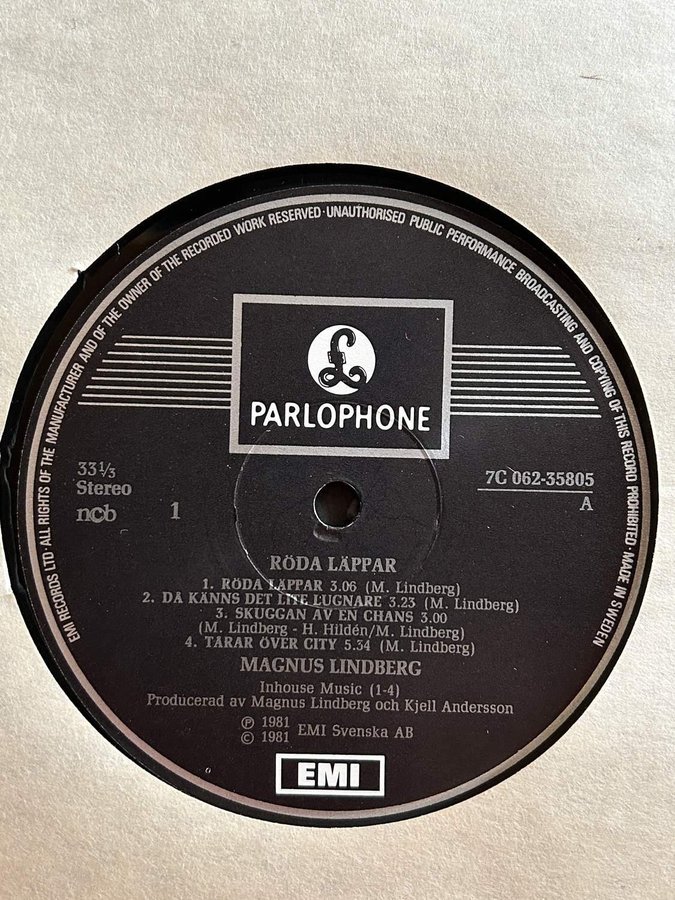 EMI RECORDS LTD · ALL RIGHTS OF THE MANUFACTURER AND OF THE OWNER OF THE RECORDED WORK RESERVED · UNAUTHORISED PUBLIC PERFORMANCE BROADCASTING AND COPYING OF THIS RECORD PROHIBITED · MADE IN SWEDEN
£
PARLOPHONE
33 1/3
Stereo
ncb 1
7C 062-35805
A
RÖDA LÄPPAR
1. RÖDA LÄPPAR 3.06 (M. Lindberg)
2. DÅ KÄNNS DET LITE LUGNARE 3.23 (M. Lindberg)
3. SKUGGAN AV EN CHANS 3.00
(M. Lindberg - H. Hildén/M. Lindberg)
4. TÅRAR ÖVER CITY 5.34 (M. Lindberg)
MAGNUS LINDBERG
Inhouse Music (1-4)
Producerad av Magnus Lindberg och Kjell Andersson
℗ 1981
© 1981 EMI Svenska AB
EMI